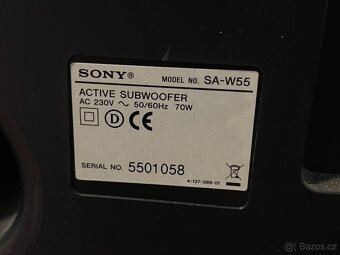 SONY® MODEL NO. SA-W55
ACTIVE SUBWOOFER
AC 230V ~ 50/60Hz 70W
D CE
SERIAL NO. 5501058
4-137-388-01
Bazoš.cz